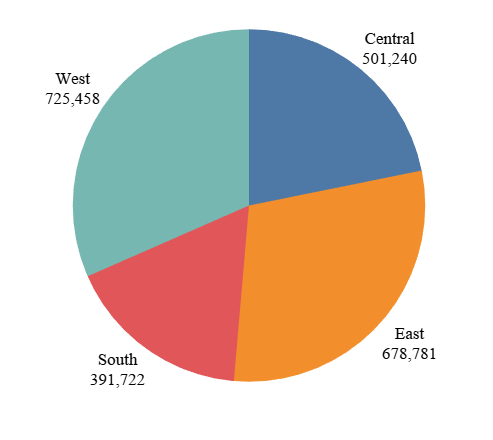 Central
501,240
West
725,458
East
678,781
South
391,722